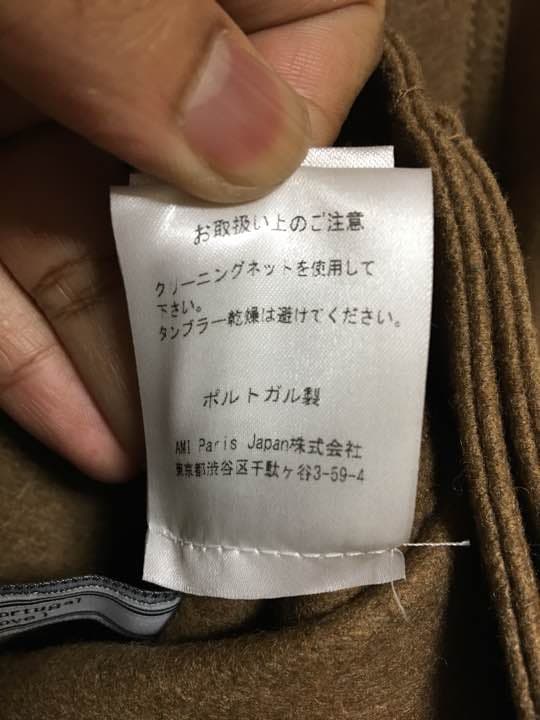 お取扱い上のご注意
クリーニングネットを使用して
下さい。
タンブラー乾燥は避けてください。
ポルトガル製
AMI Paris Japan株式会社
東京都渋谷区千駄ヶ谷3-59-4